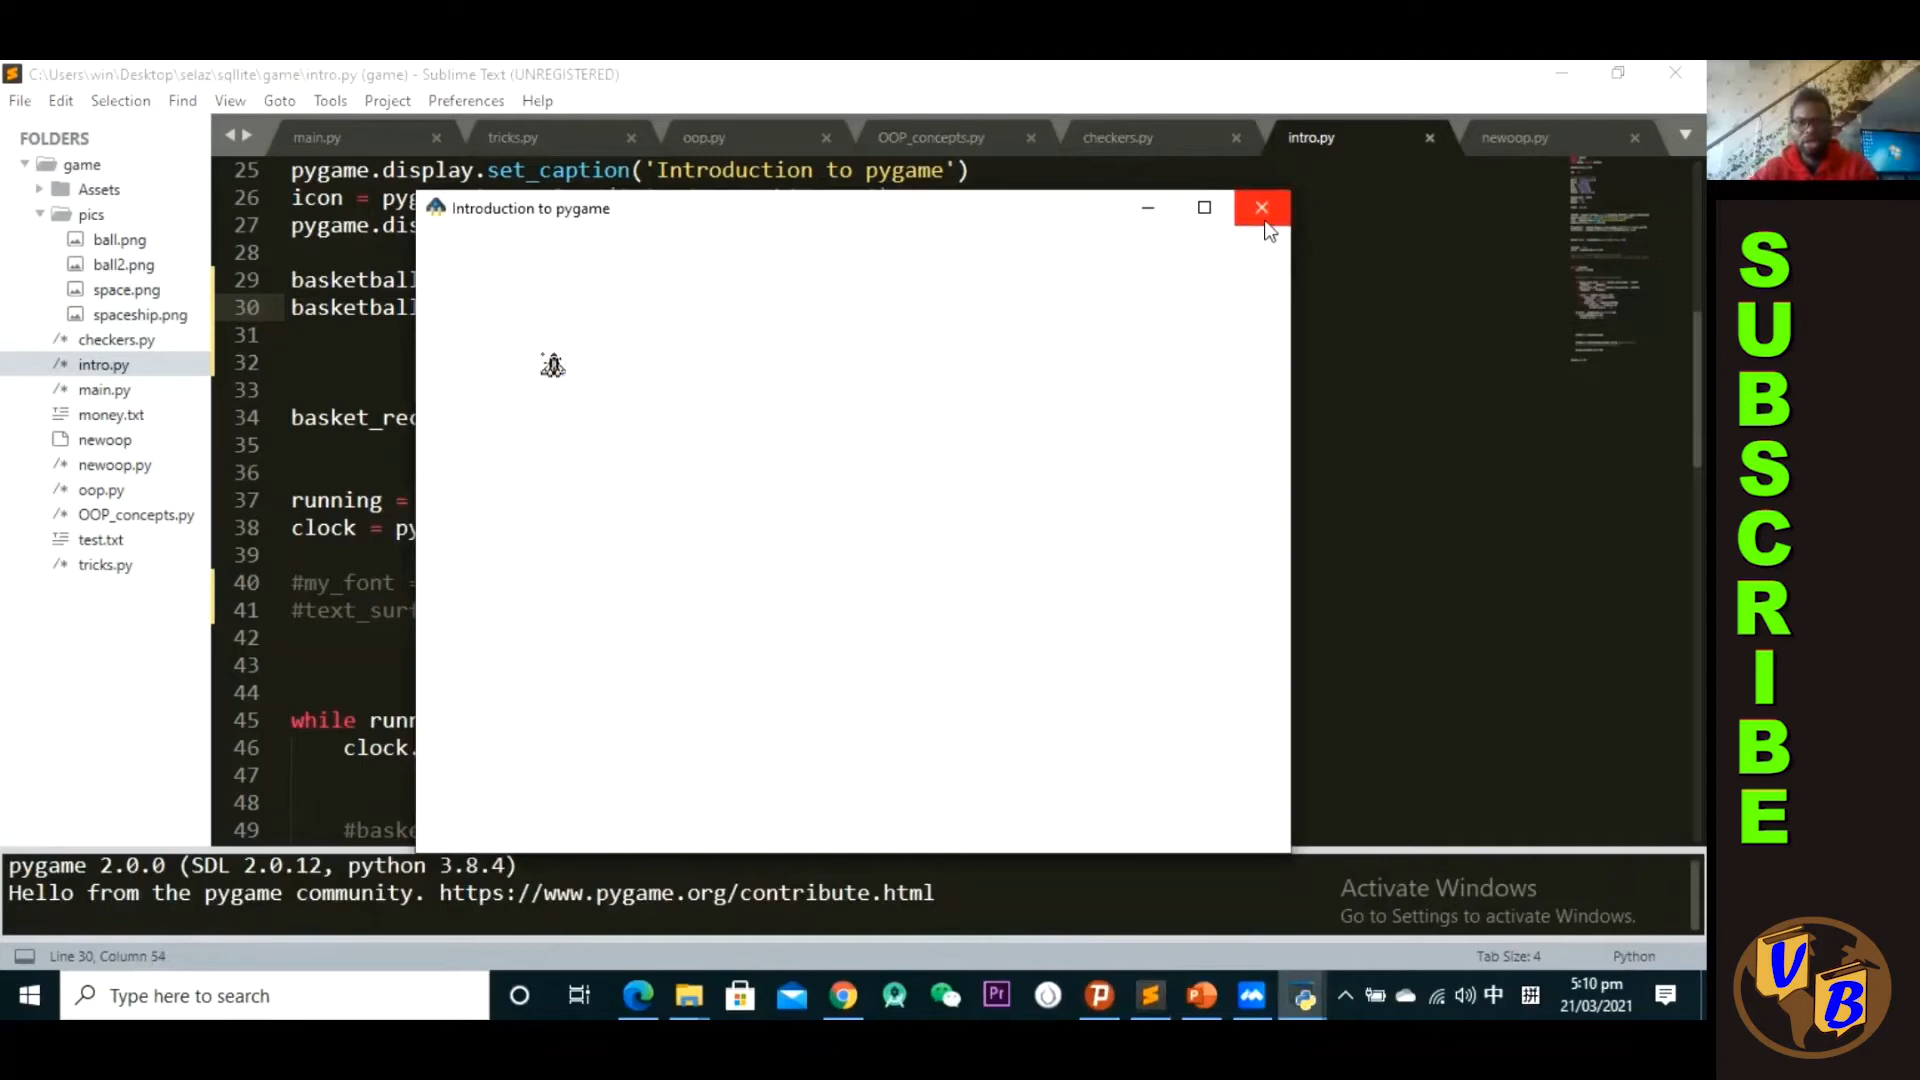 C:\Users\win\Desktop\selaz\sqllite\game\intro.py (game) - Sublime Text (UNREGISTERED)
File Edit Selection Find View Goto Tools Project Preferences Help
FOLDERS
game
Assets
pics
ball.png
ball2.png
space.png
spaceship.png
/* checkers.py
/* intro.py
/* main.py
money.txt
newoop
/* newoop.py
/* oop.py
/* OOP_concepts.py
test.txt
/* tricks.py
main.py tricks.py oop.py OOP_concepts.py checkers.py intro.py newoop.py
25 pygame.display.set_caption('Introduction to pygame')
26 icon = pyg
27 pygame.dis
28
29 basketball
30 basketball
31
32
33
34 basket_rec
35
36
37 running =
38 clock = py
39
40 #my_font =
41 #text_surf
42
43
44
45 while runn
46 clock.
47
48
49 #baske
Introduction to pygame
pygame 2.0.0 (SDL 2.0.12, python 3.8.4)
Hello from the pygame community. https://www.pygame.org/contribute.html
Activate Windows
Go to Settings to activate Windows.
Line 30, Column 54
Tab Size: 4 Python
Type here to search
Pr
中
拼
5:10 pm
21/03/2021
SUBSCRIBE
V
B